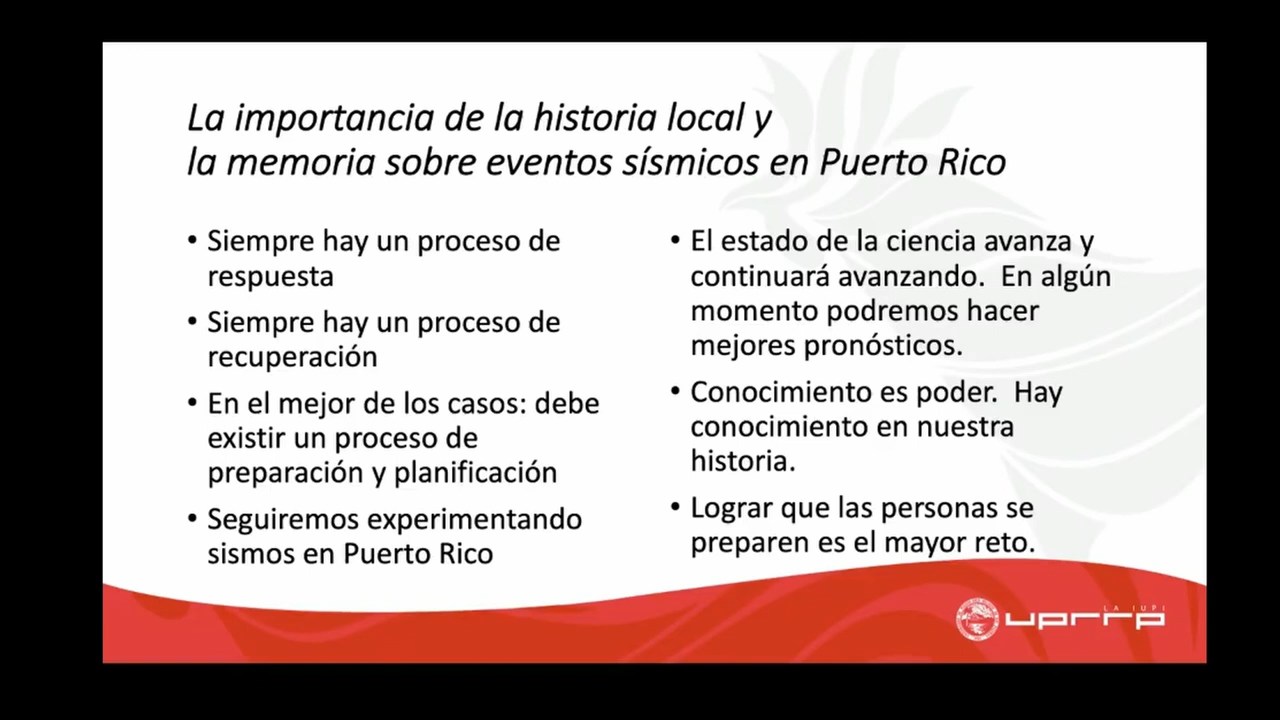 La importancia de la historia local y
la memoria sobre eventos sísmicos en Puerto Rico
• Siempre hay un proceso de
respuesta
• Siempre hay un proceso de
recuperación
• En el mejor de los casos: debe
existir un proceso de
preparación y planificación
• Seguiremos experimentando
sismos en Puerto Rico
• El estado de la ciencia avanza y
continuará avanzando.  En algún
momento podremos hacer
mejores pronósticos.
• Conocimiento es poder.  Hay
conocimiento en nuestra
historia.
• Lograr que las personas se
preparen es el mayor reto.
LA IUPI
uprrp